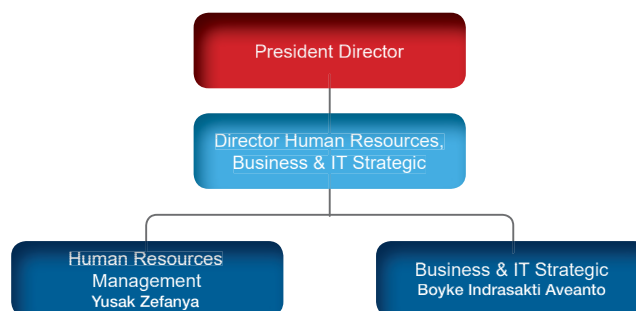 President Director
Director Human Resources,
Business & IT Strategic
Human Resources
Management
Yusak Zefanya
Business & IT Strategic
Boyke Indrasakti Aveanto